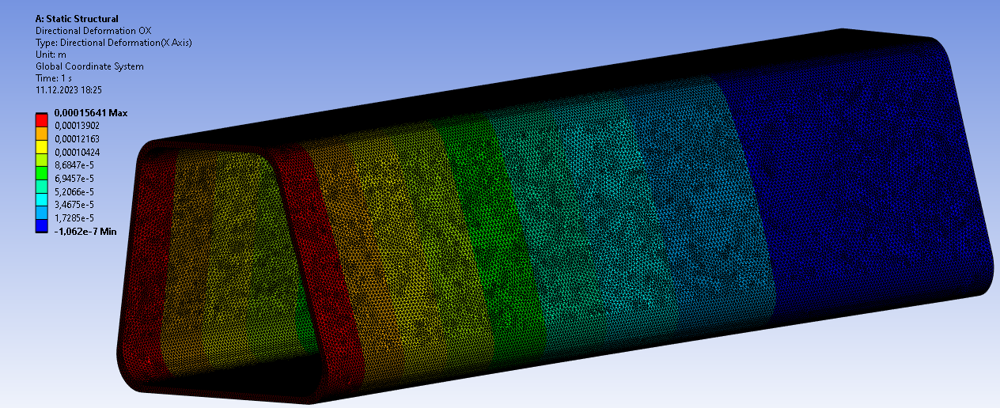 A: Static Structural
Directional Deformation OX
Type: Directional Deformation(X Axis)
Unit: m
Global Coordinate System
Time: 1 s
11.12.2023 18:25
0,00015641 Max
0,00013902
0,00012163
0,00010424
8,6847e-5
6,9457e-5
5,2066e-5
3,4675e-5
1,7285e-5
-1,062e-7 Min